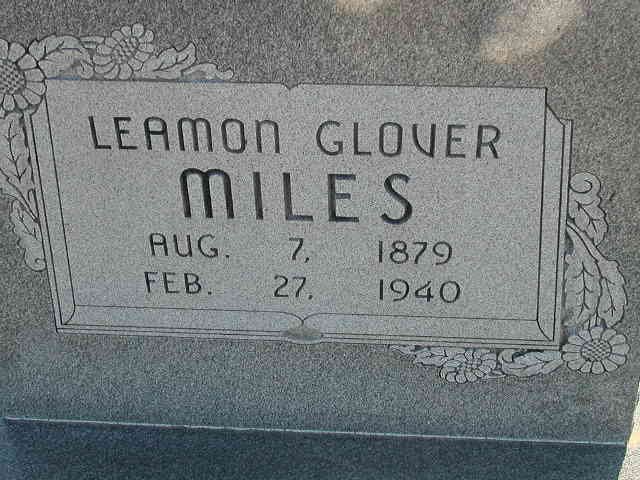 LEAMON GLOVER
MILES
AUG. 7, 1879
FEB. 27, 1940